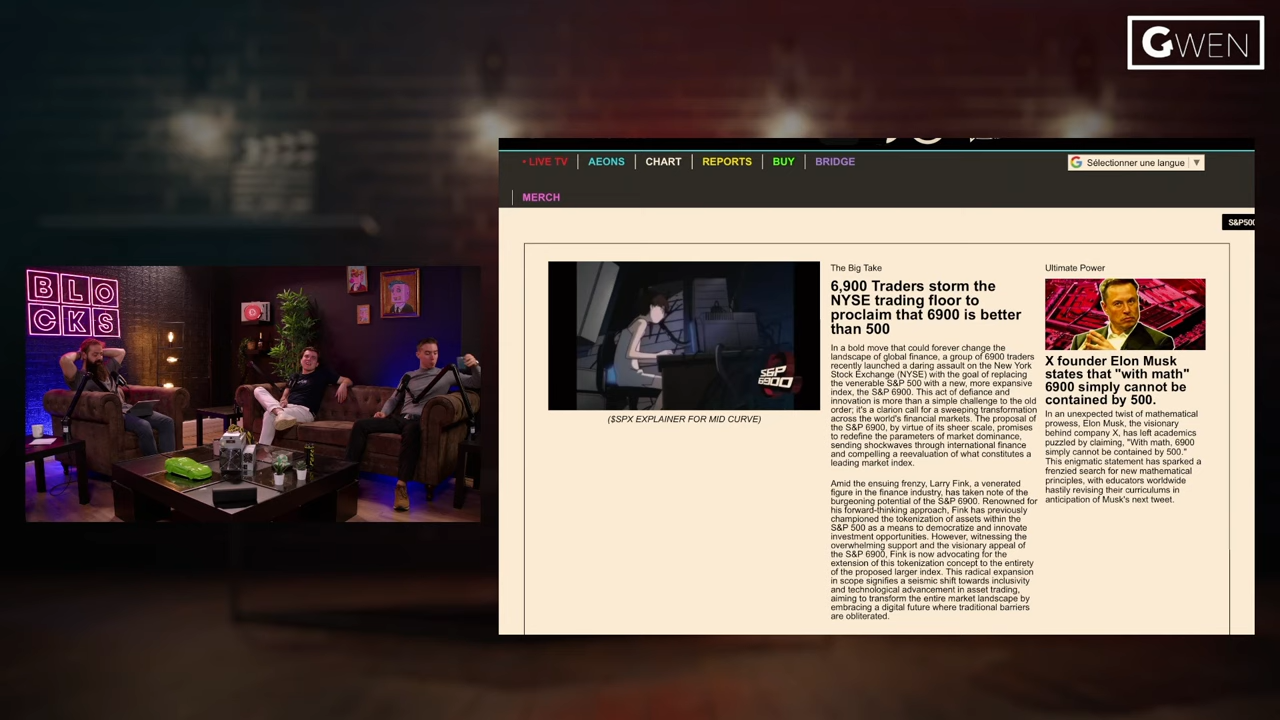 GWEN
• LIVE TV
AEONS
CHART
REPORTS
BUY
BRIDGE
Sélectionner une langue
MERCH
S&P500
BLO
CKS
S&P
6900
($SPX EXPLAINER FOR MID CURVE)
The Big Take
6,900 Traders storm the
NYSE trading floor to
proclaim that 6900 is better
than 500
In a bold move that could forever change the
landscape of global finance, a group of 6900 traders
recently launched a daring assault on the New York
Stock Exchange (NYSE) with the goal of replacing
the venerable S&P 500 with a new, more expansive
index, the S&P 6900. This act of defiance and
innovation is more than a simple challenge to the old
order; it's a clarion call for a sweeping transformation
across the world's financial markets. The proposal of
the S&P 6900, by virtue of its sheer scale, promises
to redefine the parameters of market dominance,
sending shockwaves through international finance
and compelling a reevaluation of what constitutes a
leading market index.
Amid the ensuing frenzy, Larry Fink, a venerated
figure in the finance industry, has taken note of the
burgeoning potential of the S&P 6900. Renowned for
his forward-thinking approach, Fink has previously
championed the tokenization of assets within the
S&P 500 as a means to democratize and innovate
investment opportunities. However, witnessing the
overwhelming support and the visionary appeal of
the S&P 6900, Fink is now advocating for the
extension of this tokenization concept to the entirety
of the proposed larger index. This radical expansion
in scope signifies a seismic shift towards inclusivity
and technological advancement in asset trading,
aiming to transform the entire market landscape by
embracing a digital future where traditional barriers
are obliterated.
Ultimate Power
X founder Elon Musk
states that "with math"
6900 simply cannot be
contained by 500.
In an unexpected twist of mathematical
prowess, Elon Musk, the visionary
behind company X, has left academics
puzzled by claiming, "With math, 6900
simply cannot be contained by 500."
This enigmatic statement has sparked a
frenzied search for new mathematical
principles, with educators worldwide
hastily revising their curriculums in
anticipation of Musk's next tweet.